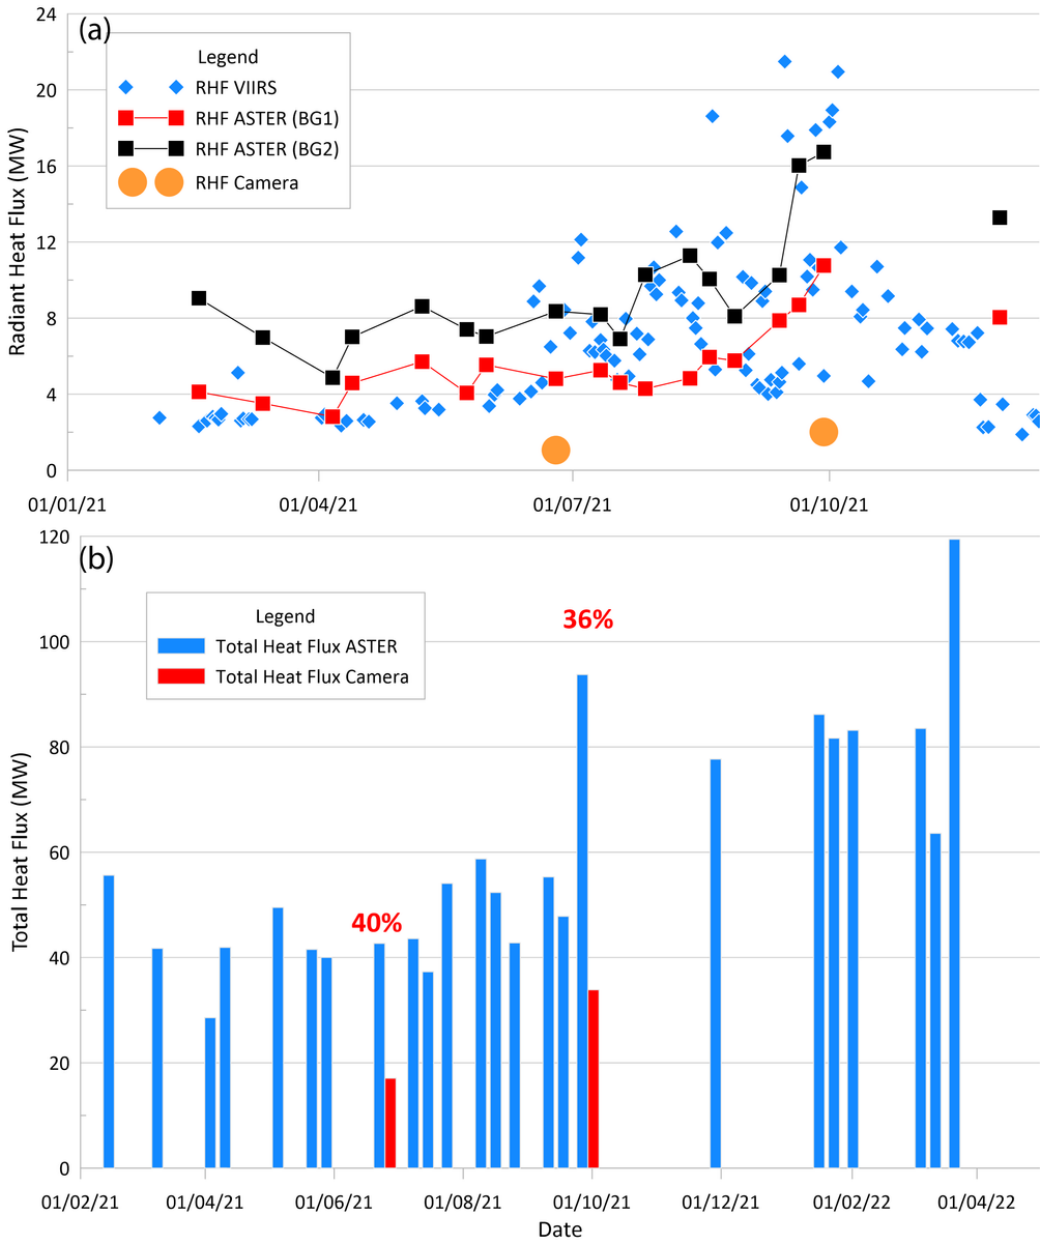 24
(a)
Legend
RHF VIIRS
RHF ASTER (BG1)
RHF ASTER (BG2)
RHF Camera
20
16
12
8
4
0
Radiant Heat Flux (MW)
01/01/21 01/04/21 01/07/21 01/10/21
120
(b)
Legend
Total Heat Flux ASTER
Total Heat Flux Camera
36%
40%
100
80
60
40
20
0
Total Heat Flux (MW)
01/02/21 01/04/21 01/06/21 01/08/21 01/10/21 01/12/21 01/02/22 01/04/22
Date